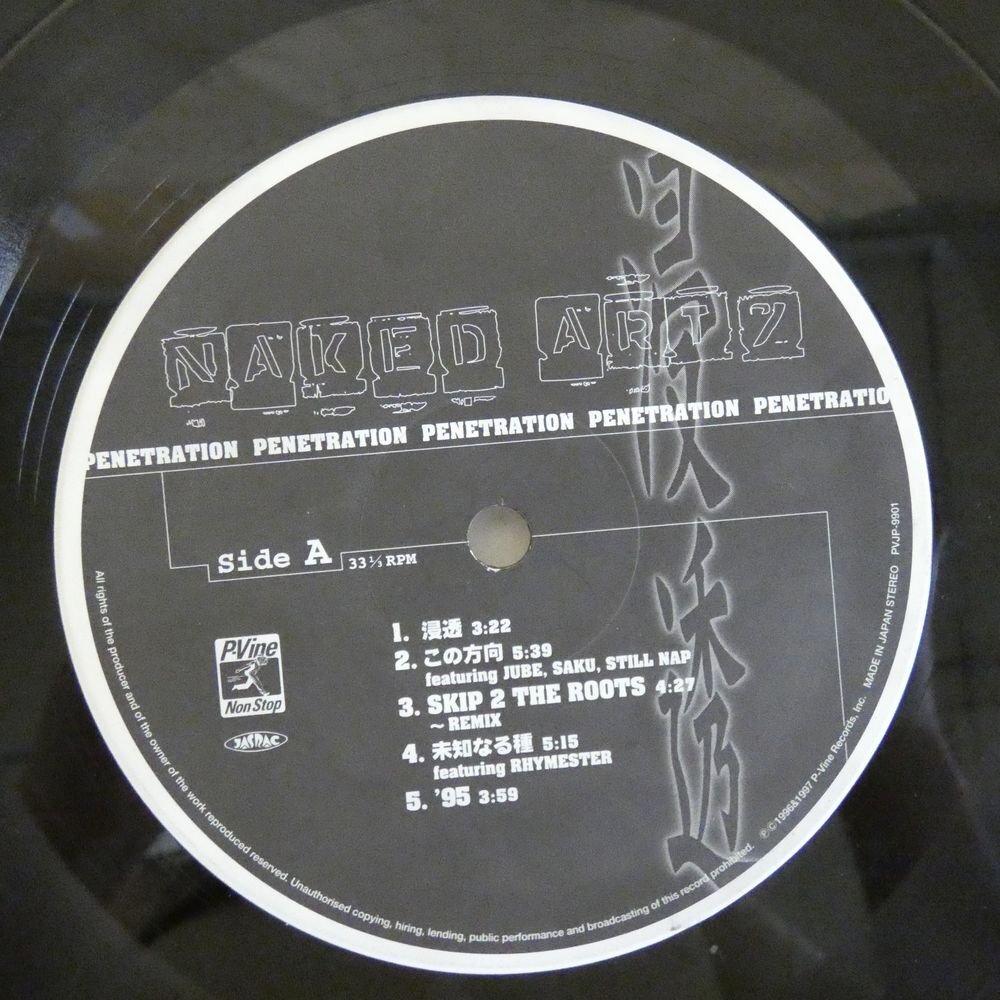 NAKED ARTZ
PENETRATION PENETRATION PENETRATION PENETRATION PENETRATIO
Side A 33 ⅓ RPM
P-Vine
Non Stop
JASRAC
1. 浸透 3:22
2. この方向 5:39
featuring JUBE, SAKU, STILL NAP
3. SKIP 2 THE ROOTS 4:27
~ REMIX
4. 未知なる種 5:15
featuring RHYMESTER
5. '95 3:59
All rights of the producer and of the owner of the work reproduced reserved. Unauthorised copying, hiring, lending, public performance and broadcasting of this record prohibited. ℗ © 1996&1997 P-Vine Records, Inc. MADE IN JAPAN STEREO PVJP-9901